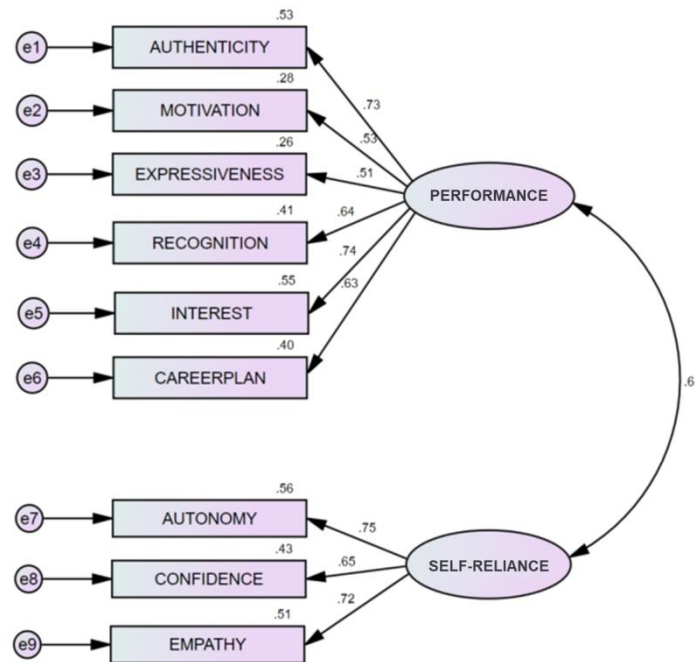 .53
e1 AUTHENTICITY
.28
.73
e2 MOTIVATION
.53
.26
e3 EXPRESSIVENESS
.51
PERFORMANCE
.41
.64
e4 RECOGNITION
.74
.55
.63
e5 INTEREST
.40
e6 CAREERPLAN
.6
.56
e7 AUTONOMY
.75
.43
.65
SELF-RELIANCE
e8 CONFIDENCE
.72
.51
e9 EMPATHY